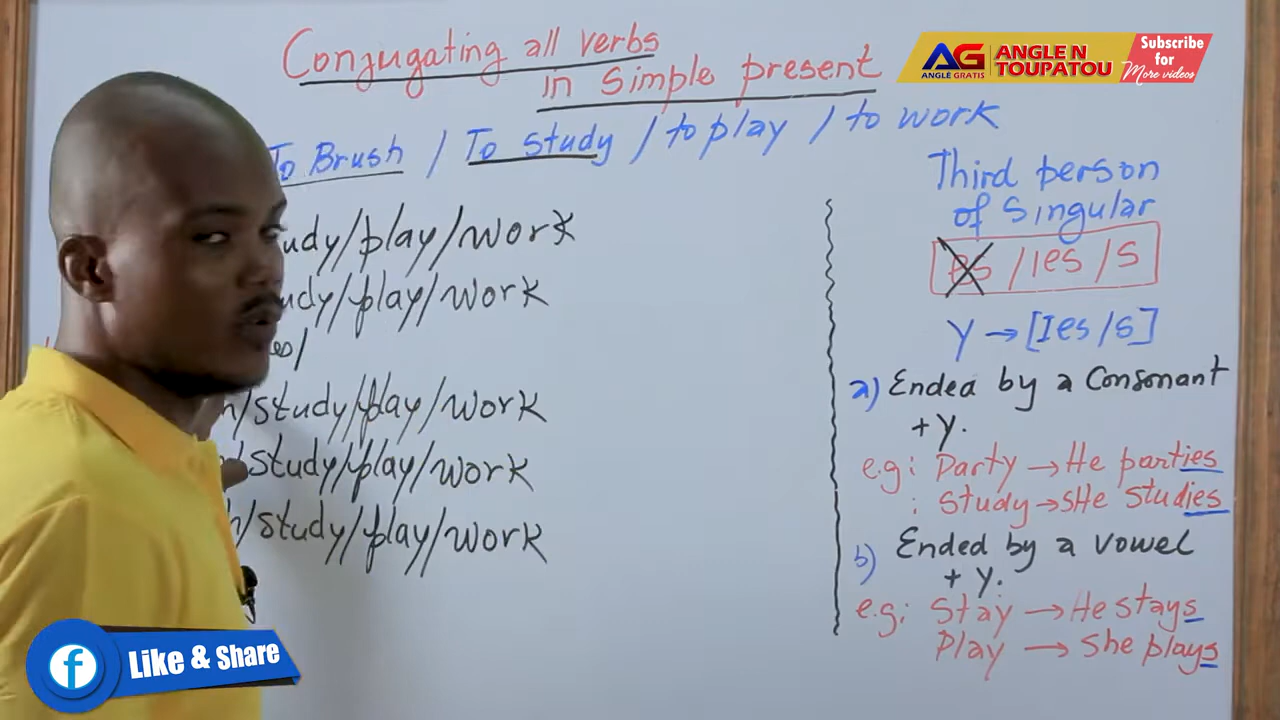 Conjugating all verbs
in Simple present
To Brush / To study / to play / to work
udy/play/work
udy/play/work
/study/play/work
/study/play/work
/study/play/work
Third person
of Singular
es / Ies / S
Y → [Ies / S]
a) Ended by a Consonant
+ Y.
e.g: Party → He parties
: Study → SHe studies
b) Ended by a vowel
+ Y.
e.g: Stay → He stays
Play → She plays
AG
ANGLÈ GRATIS
ANGLE N
TOUPATOU
Subscribe
for
More videos
f
Like & Share